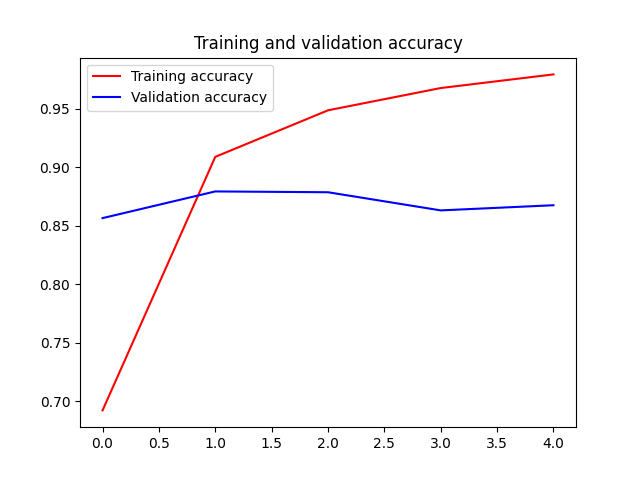 Training and validation accuracy
Training accuracy
Validation accuracy
0.95
0.90
0.85
0.80
0.75
0.70
0.0 0.5 1.0 1.5 2.0 2.5 3.0 3.5 4.0